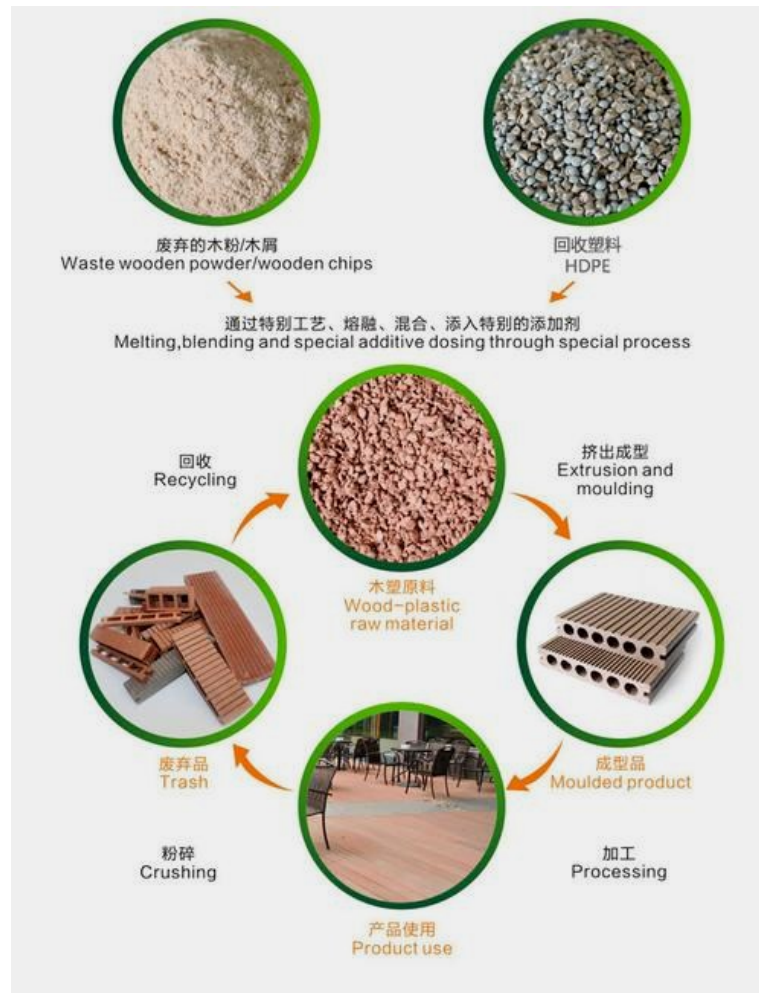 废弃的木粉/木屑
Waste wooden powder/wooden chips
回收塑料
HDPE
通过特别工艺、熔融、混合、添入特别的添加剂
Melting,blending and special additive dosing through special process
回收
Recycling
挤出成型
Extrusion and
moulding
木塑原料
Wood-plastic
raw material
废弃品
Trash
成型品
Moulded product
粉碎
Crushing
加工
Processing
产品使用
Product use